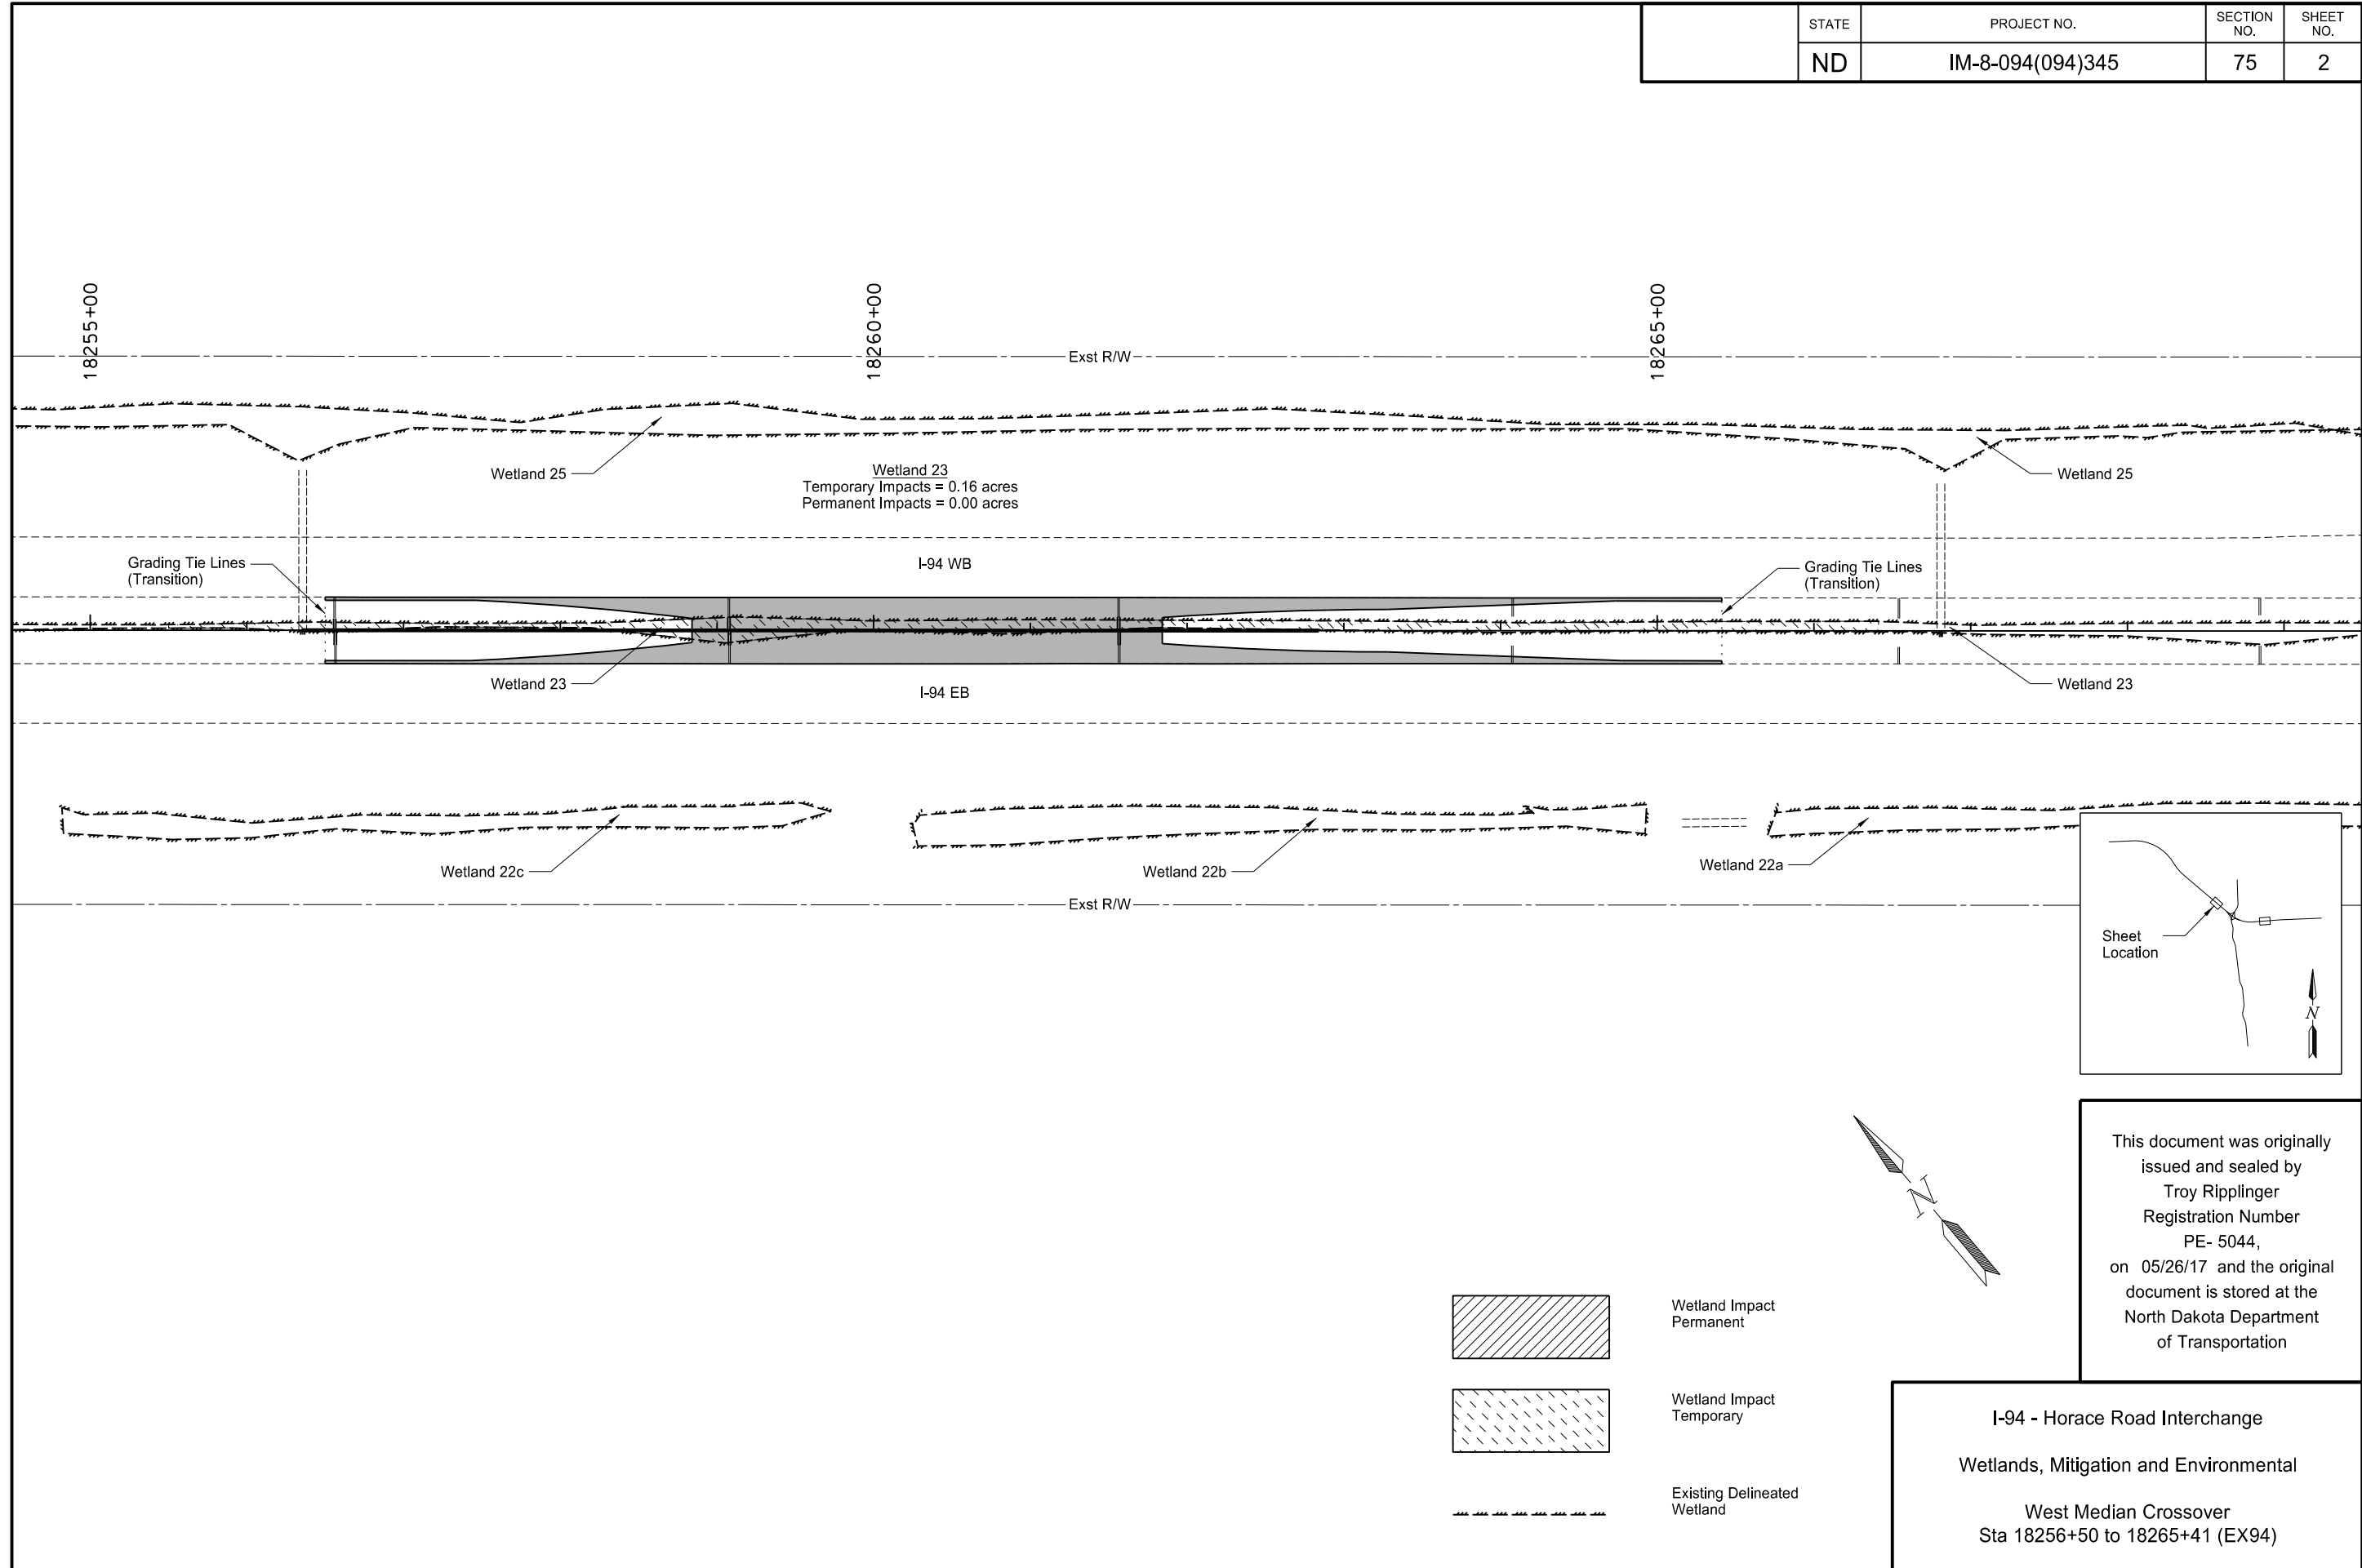 STATE
PROJECT NO.
SECTION
NO.
SHEET
NO.
ND
IM-8-094(094)345
75
2
18255+00
18260+00
18265+00
Exst R/W
Wetland 25
Wetland 23
Temporary Impacts = 0.16 acres
Permanent Impacts = 0.00 acres
Wetland 25
Grading Tie Lines
(Transition)
I-94 WB
Grading Tie Lines
(Transition)
Wetland 23
I-94 EB
Wetland 23
Wetland 22c
Wetland 22b
Wetland 22a
Exst R/W
Sheet
Location
N
N
This document was originally
issued and sealed by
Troy Ripplinger
Registration Number
PE- 5044,
on 05/26/17 and the original
document is stored at the
North Dakota Department
of Transportation
Wetland Impact
Permanent
Wetland Impact
Temporary
Existing Delineated
Wetland
I-94 - Horace Road Interchange
Wetlands, Mitigation and Environmental
West Median Crossover
Sta 18256+50 to 18265+41 (EX94)